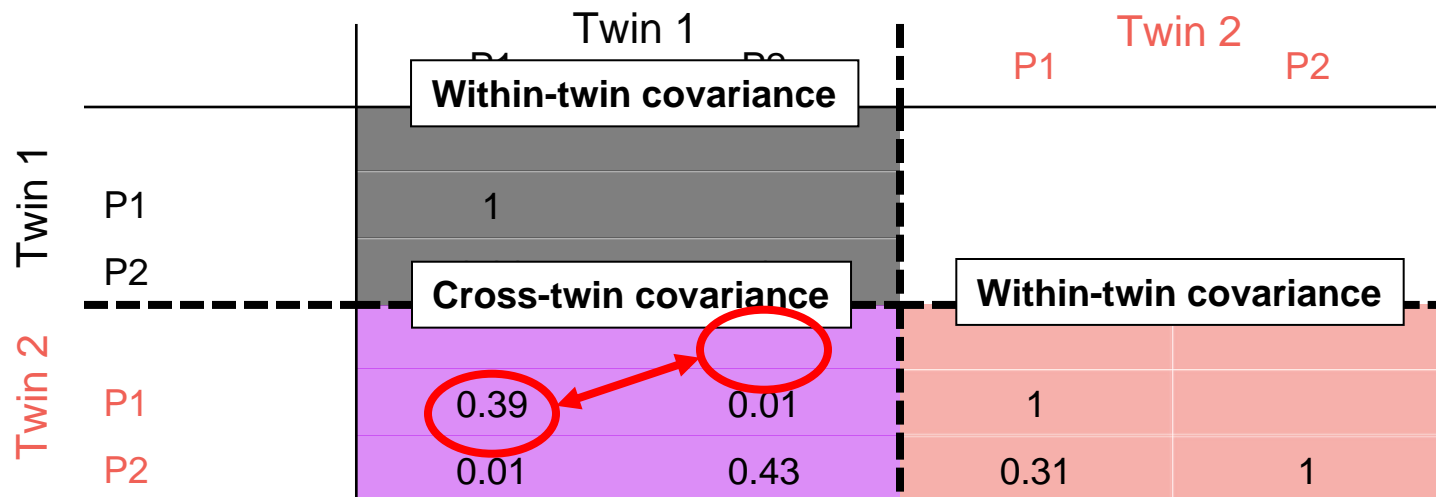 Twin 1 Twin 2
P1 P2
Within-twin covariance
Twin 1
P1 1
P2
Cross-twin covariance Within-twin covariance
Twin 2
P1 0.39 0.01 1
P2 0.01 0.43 0.31 1